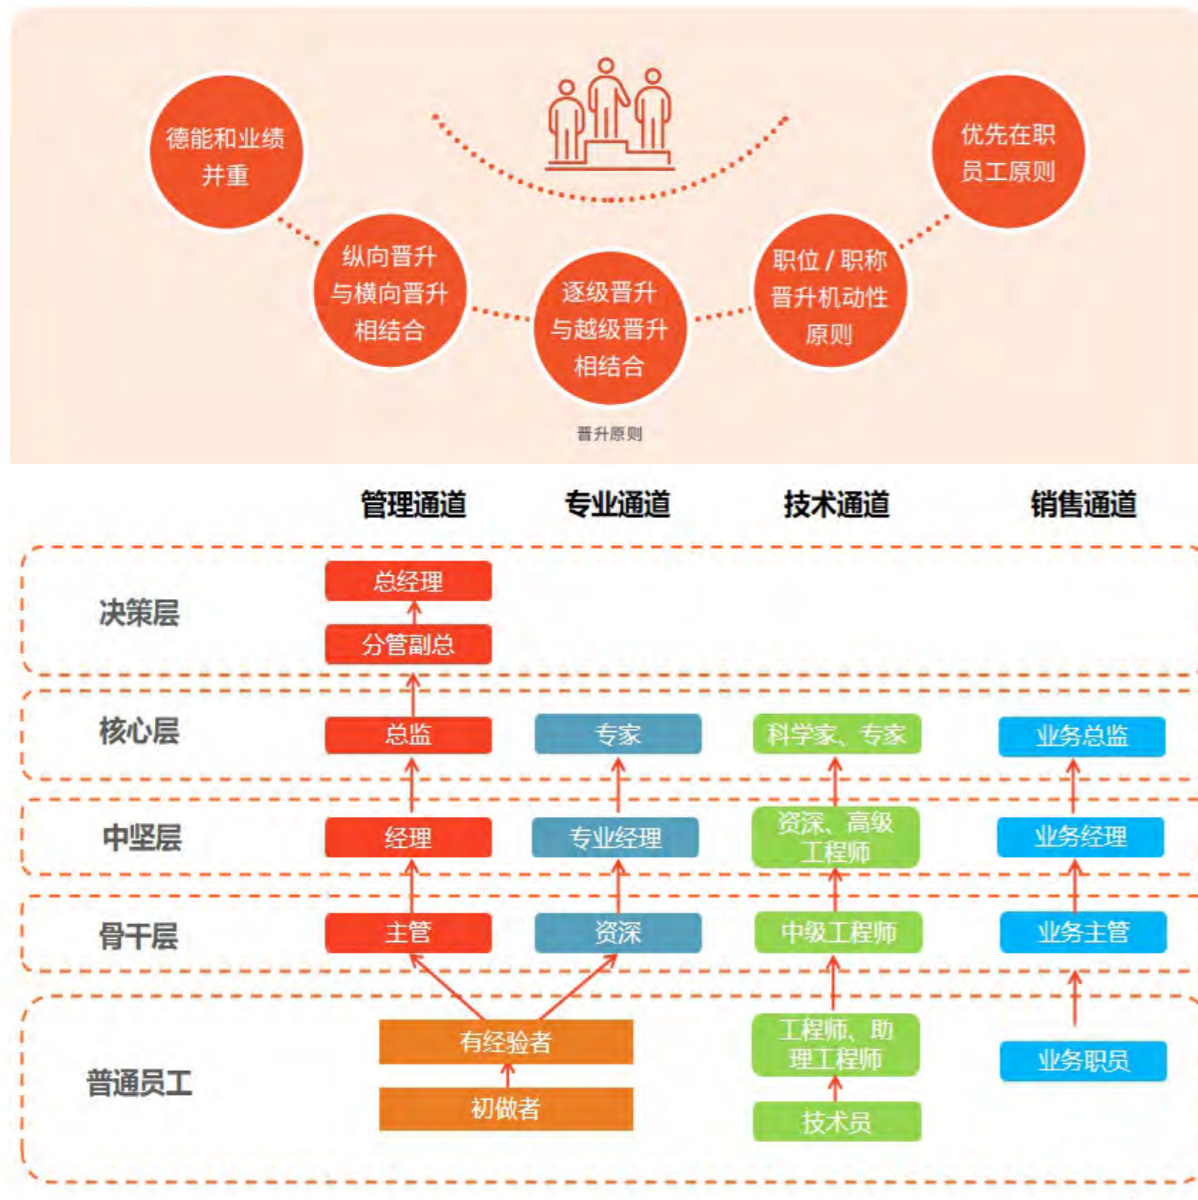 德能和业绩
并重
纵向晋升
与横向晋升
相结合
逐级晋升
与越级晋升
相结合
职位 / 职称
晋升机动性
原则
优先在职
员工原则
晋升原则
管理通道
专业通道
技术通道
销售通道
决策层
总经理
分管副总
核心层
总监
专家
科学家、专家
业务总监
中坚层
经理
专业经理
资深、高级
工程师
业务经理
骨干层
主管
资深
中级工程师
业务主管
普通员工
有经验者
初做者
工程师、助
理工程师
技术员
业务职员